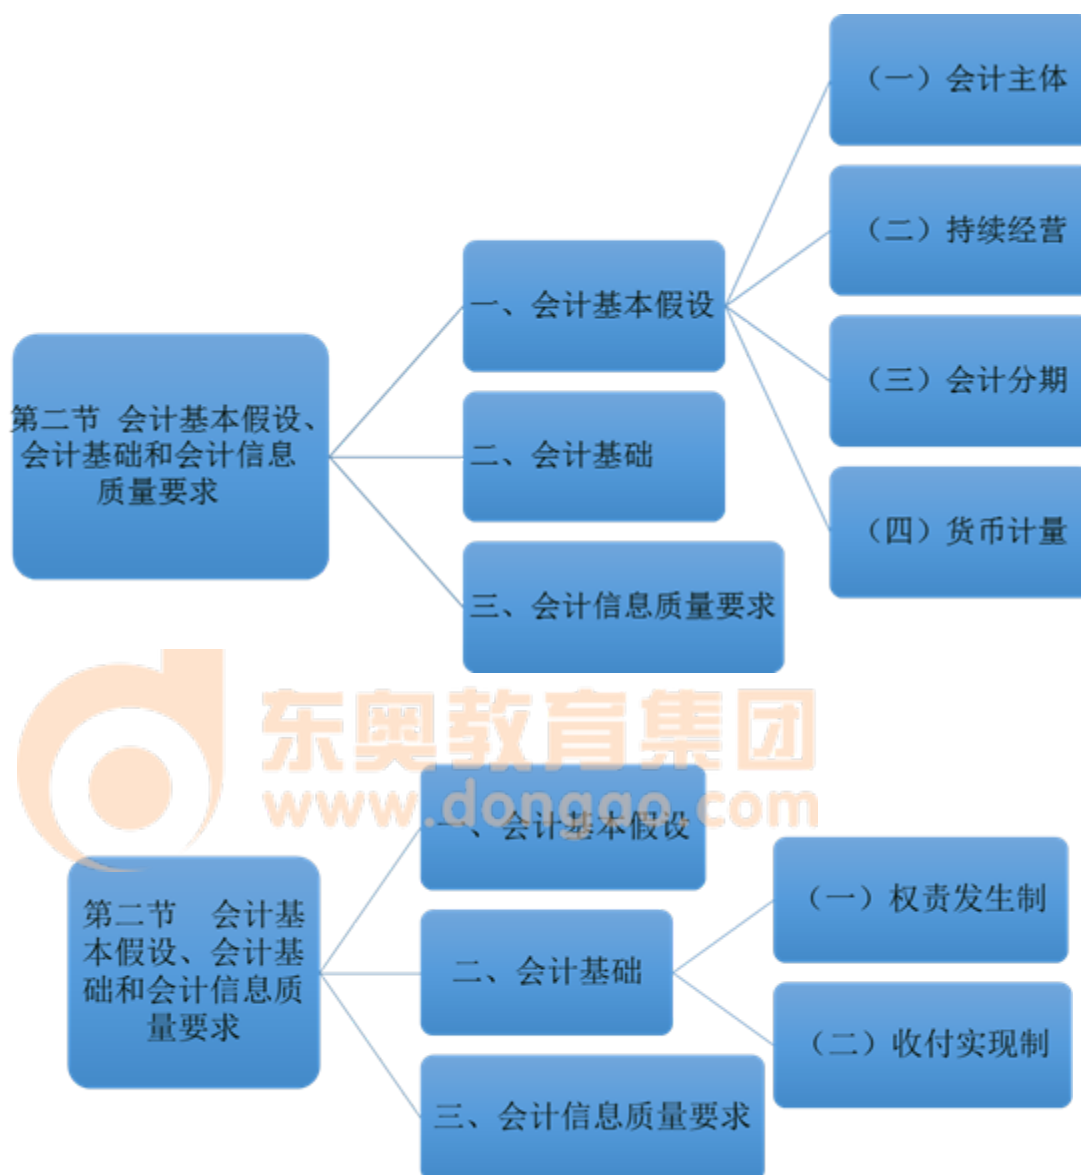 （一）会计主体
（二）持续经营
一、会计基本假设
（三）会计分期
第二节 会计基本假设、
会计基础和会计信息
质量要求
二、会计基础
（四）货币计量
三、会计信息质量要求
东奥教育集团
www.dongao.com
一、会计基本假设
（一）权责发生制
第二节 会计基
本假设、会计基
础和会计信息质
量要求
二、会计基础
（二）收付实现制
三、会计信息质量要求